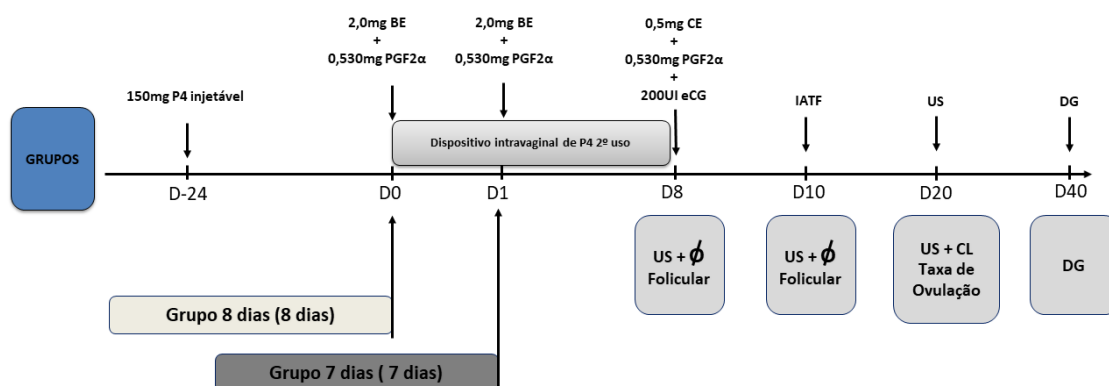 2,0mg BE
+
0,530mg PGF2α
2,0mg BE
+
0,530mg PGF2α
0,5mg CE
+
0,530mg PGF2α
+
200UI eCG
150mg P4 injetável
IATF
US
DG
GRUPOS
Dispositivo intravaginal de P4 2º uso
D-24
D0
D1
D8
D10
D20
D40
US + ϕ
Folicular
US + ϕ
Folicular
US + CL
Taxa de
Ovulação
DG
Grupo 8 dias (8 dias)
Grupo 7 dias ( 7 dias)